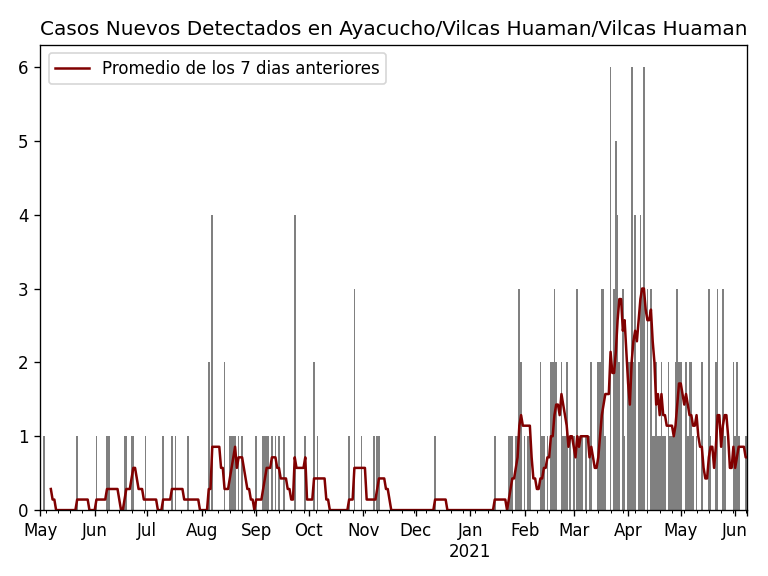 Casos Nuevos Detectados en Ayacucho/Vilcas Huaman/Vilcas Huaman
Promedio de los 7 dias anteriores
6
5
4
3
2
1
0
May Jun Jul Aug Sep Oct Nov Dec Jan Feb Mar Apr May Jun
2021